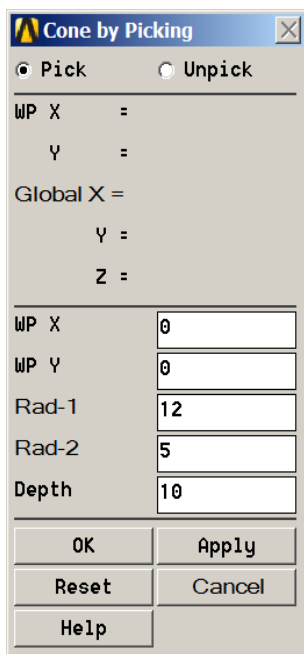 Cone by Picking
Pick Unpick
WP X =
Y =
Global X =
Y =
Z =
WP X 0
WP Y 0
Rad-1 12
Rad-2 5
Depth 10
OK Apply
Reset Cancel
Help